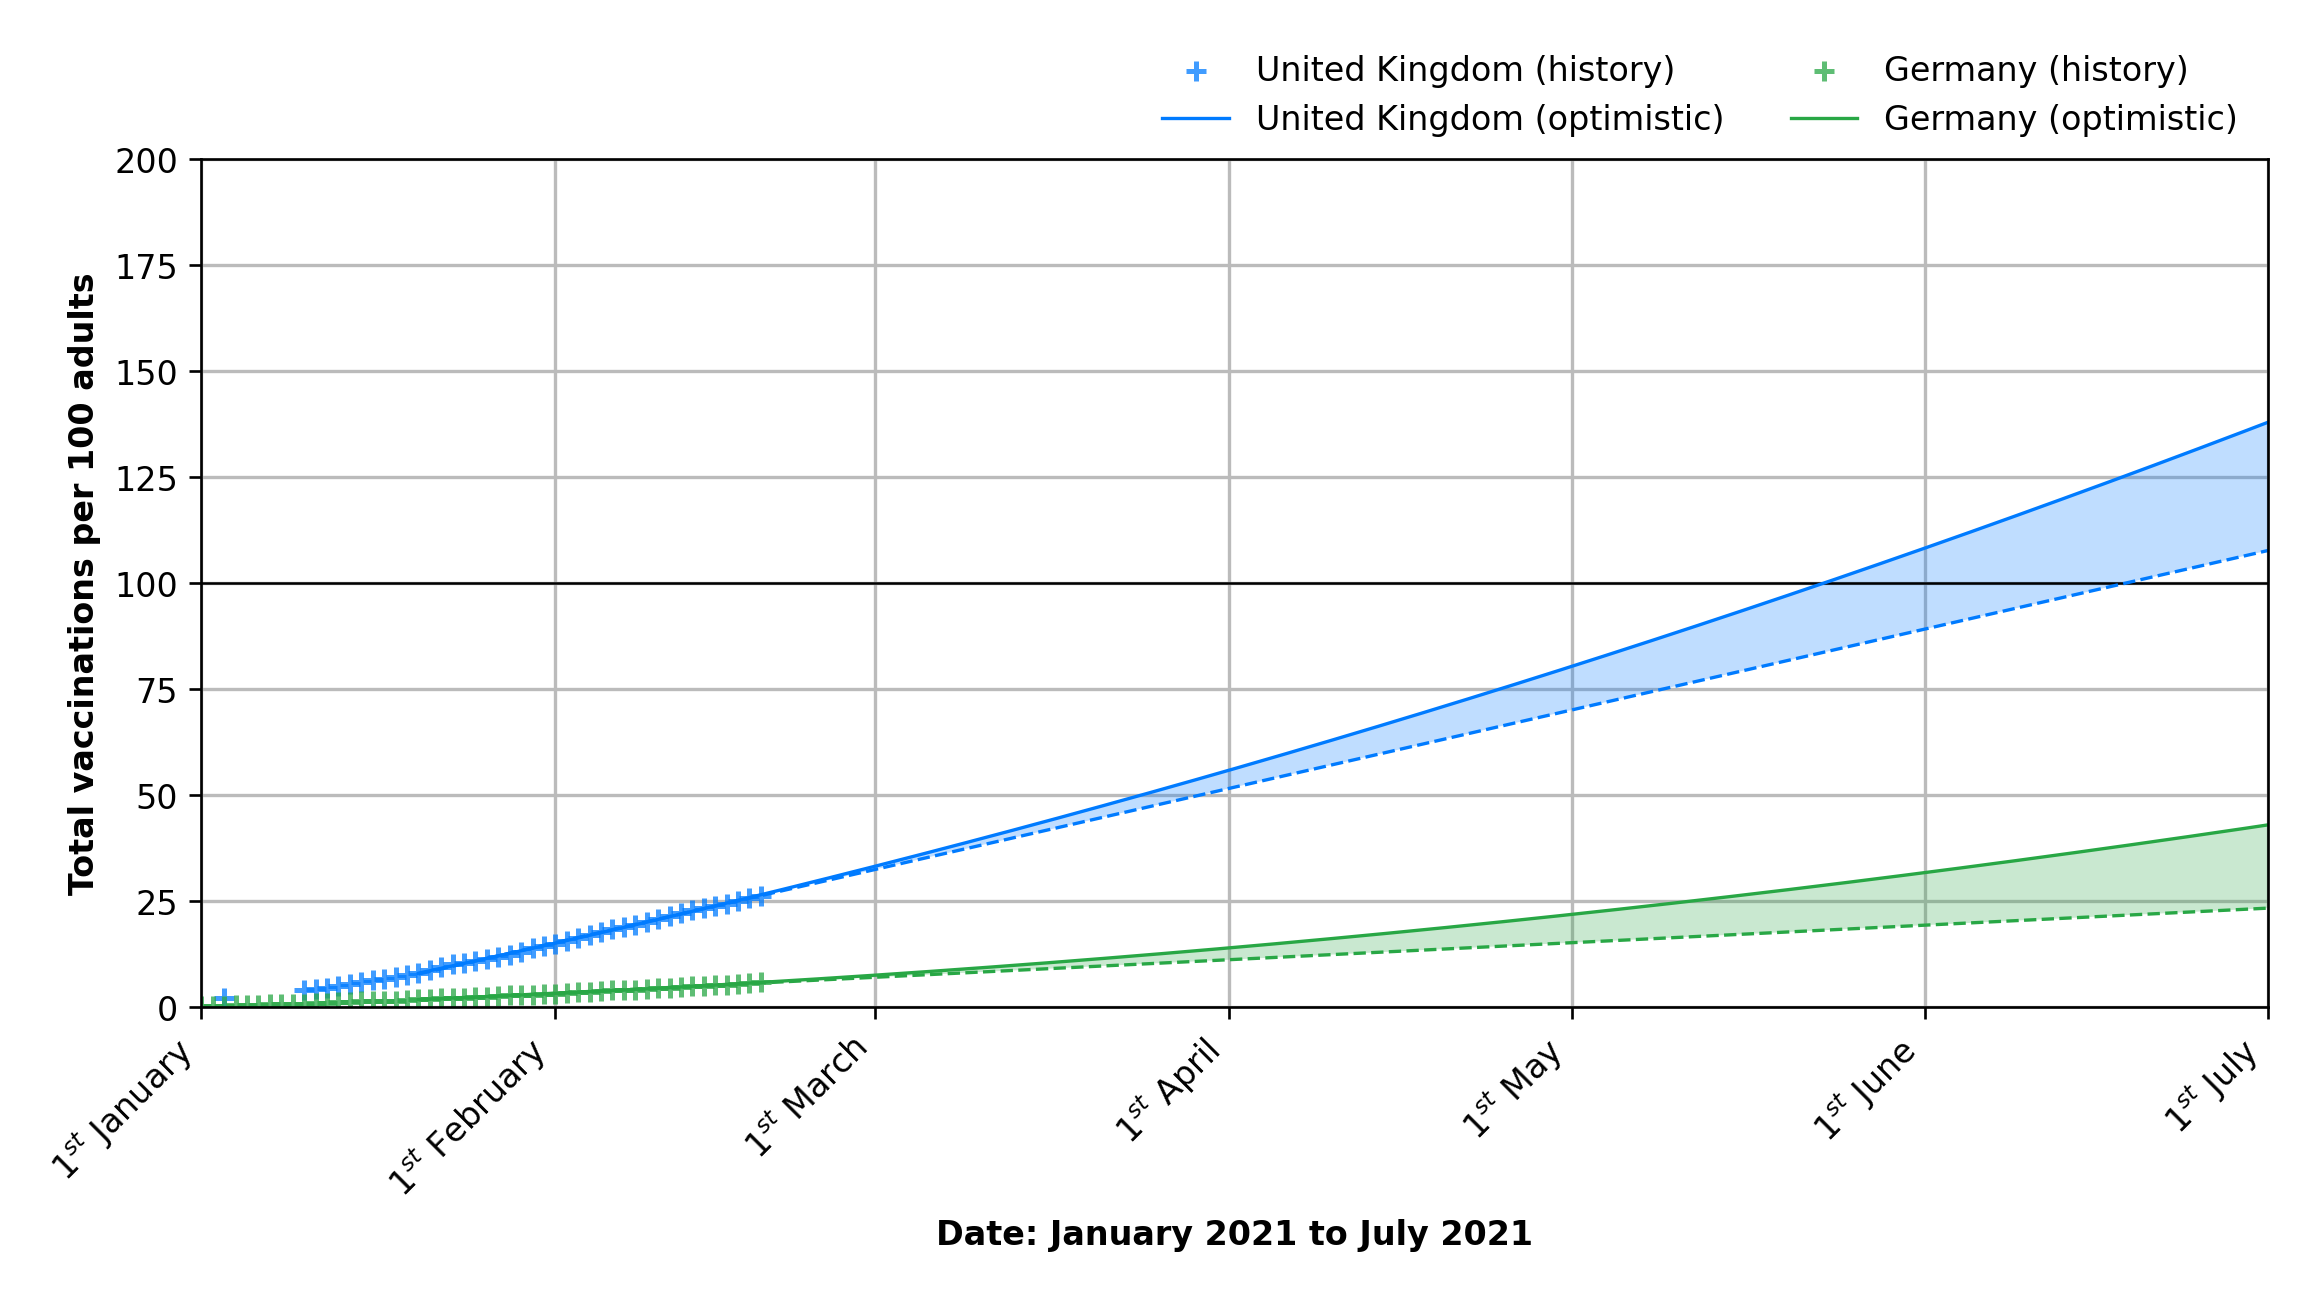 United Kingdom (history)
United Kingdom (optimistic)
Germany (history)
Germany (optimistic)
Total vaccinations per 100 adults
200
175
150
125
100
75
50
25
0
1st January
1st February
1st March
1st April
1st May
1st June
1st July
Date: January 2021 to July 2021